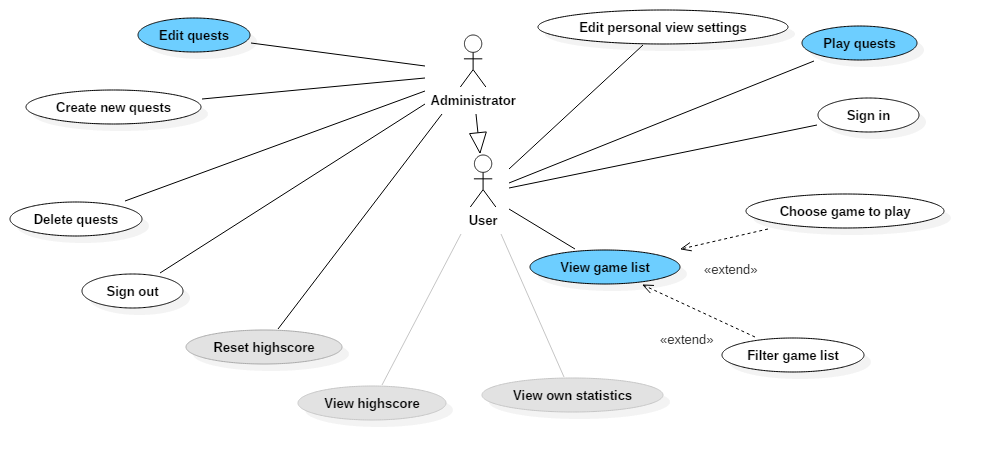 Edit personal view settings
Edit quests
Play quests
Administrator
Create new quests
Sign in
Choose game to play
Delete quests
User
View game list
«extend»
Sign out
«extend»
Reset highscore
Filter game list
View own statistics
View highscore